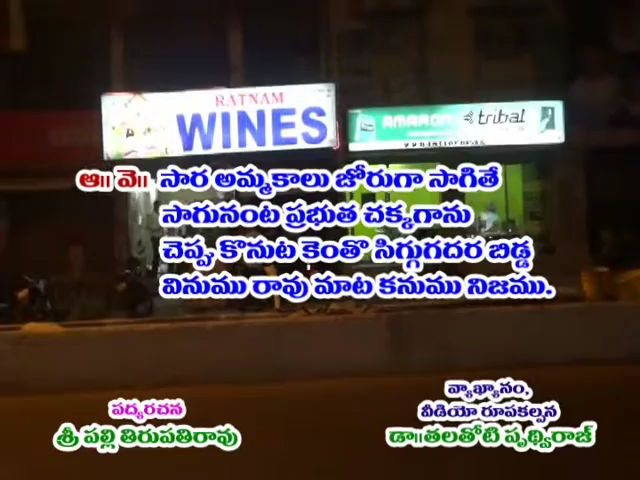 RATNAM
WINES
AMARON tribal
ఆ॥ వె॥ సార అమ్మకాలు జోరుగా సాగితే
సాగునంట ప్రభుత చక్కగాను
చెప్ప కొనుట కెంతొ సిగ్గుగదర బిడ్డ
వినుము రావు మాట కనుము నిజము.
పద్యరచన
శ్రీ పల్లి తిరుపతిరావు
వ్యాఖ్యానం,
వీడియో రూపకల్పన
డా॥తలతోటి పృథ్విరాజ్